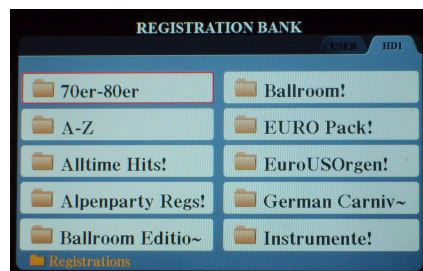 REGISTRATION BANK
USER
HD1
70er-80er
Ballroom!
A-Z
EURO Pack!
Alltime Hits!
EuroUSOrgen!
Alpenparty Regs!
German Carniv~
Ballroom Editio~
Instrumente!
Registrations